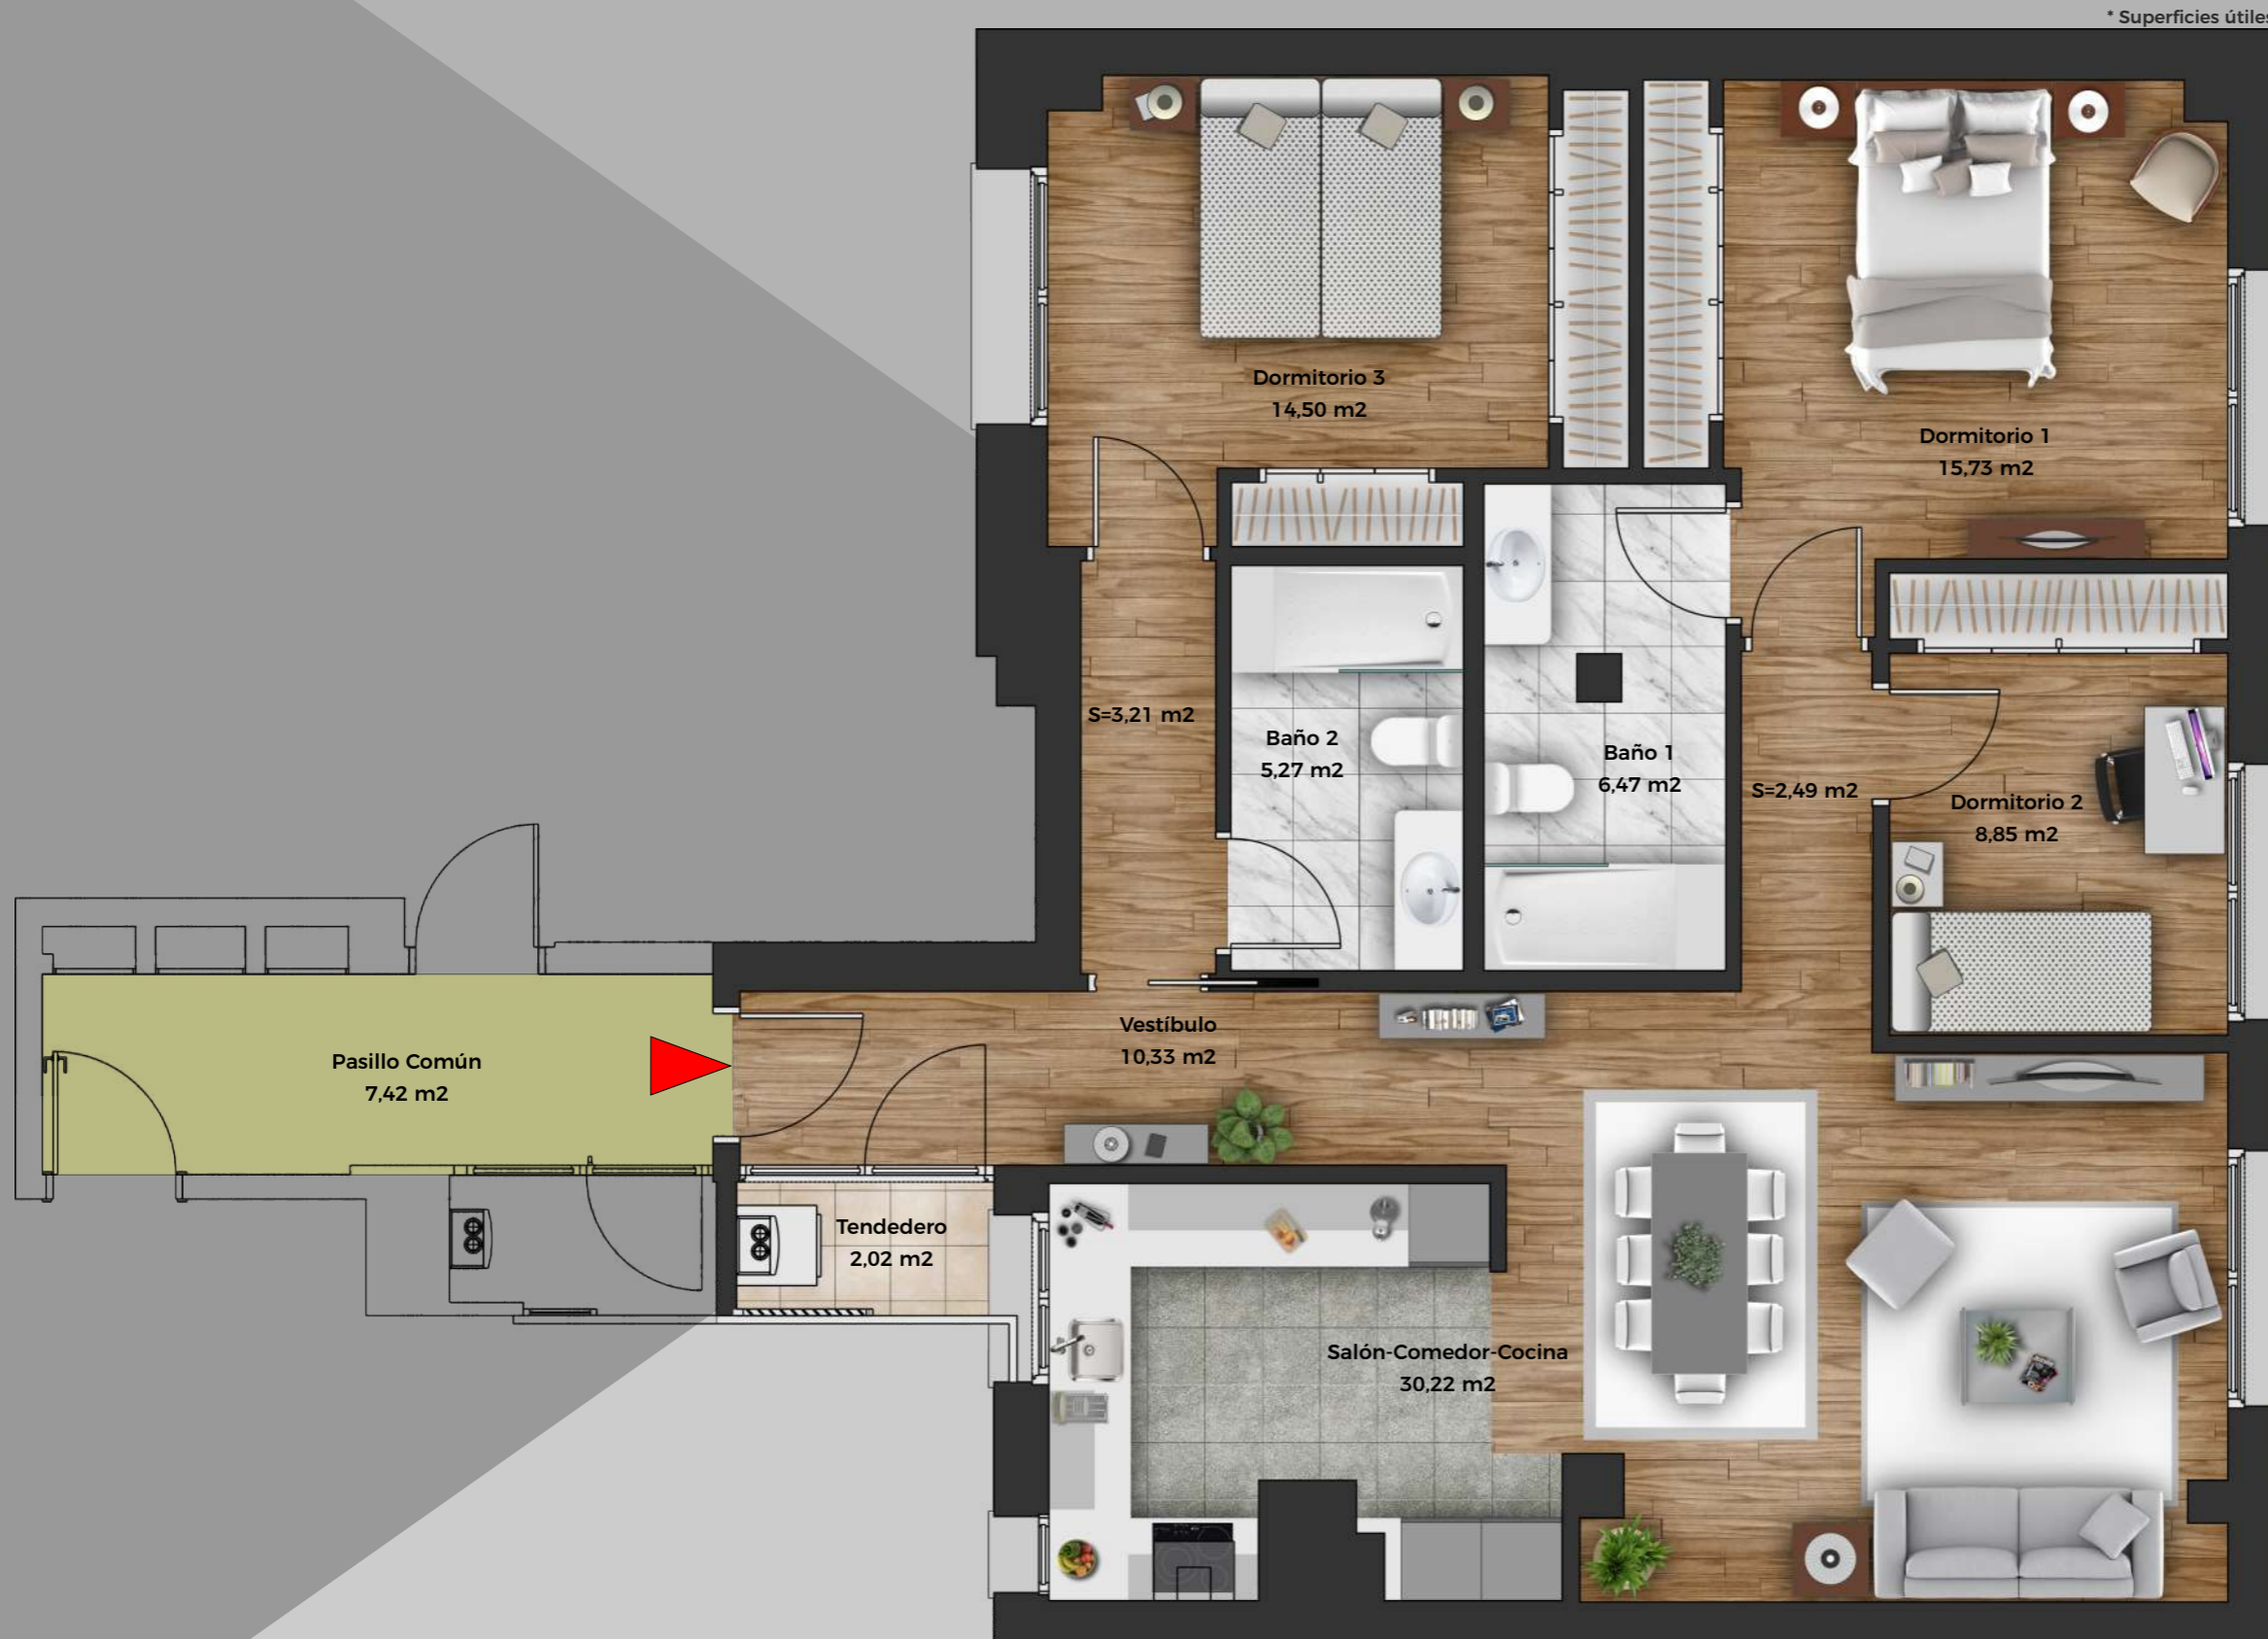 * Superficies útiles
Dormitorio 3
14,50 m2
Dormitorio 1
15,73 m2
S=3,21 m2
Baño 2
5,27 m2
Baño 1
6,47 m2
S=2,49 m2
Dormitorio 2
8,85 m2
Vestíbulo
10,33 m2
Pasillo Común
7,42 m2
Tendedero
2,02 m2
Salón-Comedor-Cocina
30,22 m2